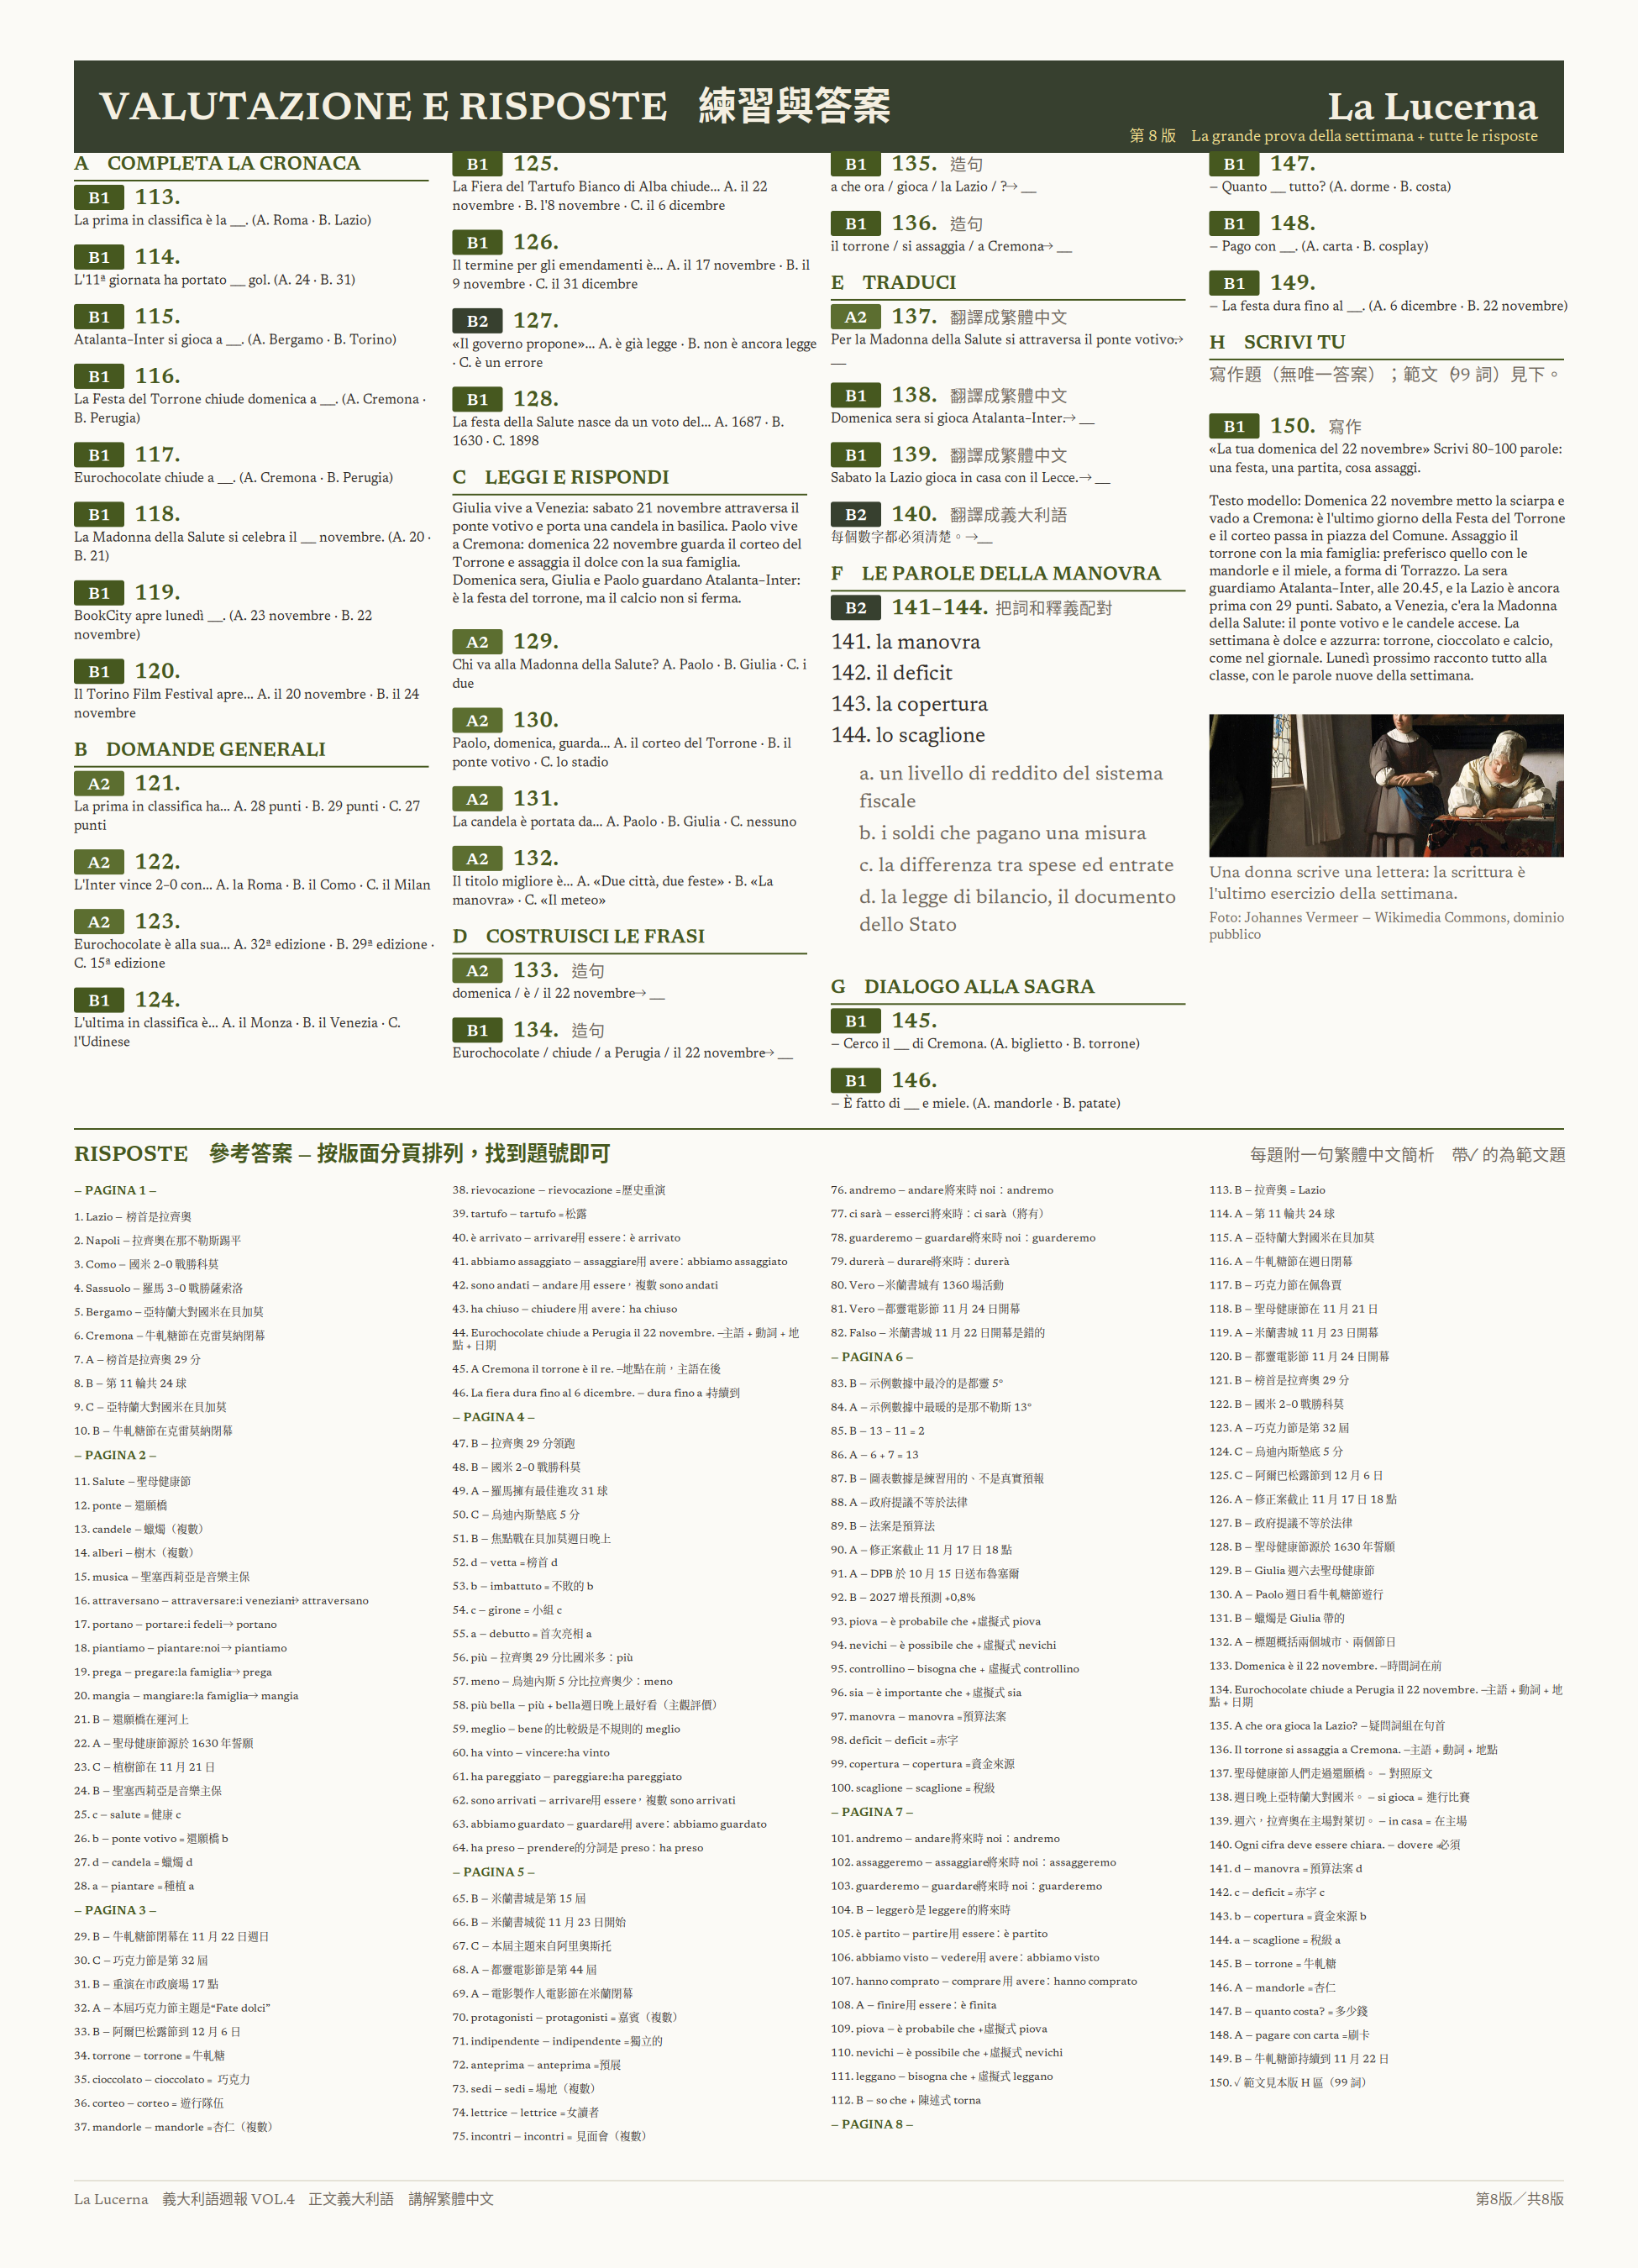 VALUTAZIONE E RISPOSTE 練習與答案
La Lucerna
第 8 版 La grande prova della settimana + tutte le risposte
A COMPLETA LA CRONACA
B1 113.
La prima in classifica è la __. (A. Roma · B. Lazio)
B1 114.
L'11ª giornata ha portato __ gol. (A. 24 · B. 31)
B1 115.
Atalanta–Inter si gioca a __. (A. Bergamo · B. Torino)
B1 116.
La Festa del Torrone chiude domenica a __. (A. Cremona ·
B. Perugia)
B1 117.
Eurochocolate chiude a __. (A. Cremona · B. Perugia)
B1 118.
La Madonna della Salute si celebra il __ novembre. (A. 20 ·
B. 21)
B1 119.
BookCity apre lunedì __. (A. 23 novembre · B. 22
novembre)
B1 120.
Il Torino Film Festival apre... A. il 20 novembre · B. il 24
novembre
B DOMANDE GENERALI
A2 121.
La prima in classifica ha... A. 28 punti · B. 29 punti · C. 27
punti
A2 122.
L'Inter vince 2–0 con... A. la Roma · B. il Como · C. il Milan
A2 123.
Eurochocolate è alla sua... A. 32ª edizione · B. 29ª edizione ·
C. 15ª edizione
B1 124.
L'ultima in classifica è... A. il Monza · B. il Venezia · C.
l'Udinese
B1 125.
La Fiera del Tartufo Bianco di Alba chiude... A. il 22
novembre · B. l'8 novembre · C. il 6 dicembre
B1 126.
Il termine per gli emendamenti è... A. il 17 novembre · B. il
9 novembre · C. il 31 dicembre
B2 127.
«Il governo propone»... A. è già legge · B. non è ancora legge
· C. è un errore
B1 128.
La festa della Salute nasce da un voto del... A. 1687 · B.
1630 · C. 1898
C LEGGI E RISPONDI
Giulia vive a Venezia: sabato 21 novembre attraversa il
ponte votivo e porta una candela in basilica. Paolo vive
a Cremona: domenica 22 novembre guarda il corteo del
Torrone e assaggia il dolce con la sua famiglia.
Domenica sera, Giulia e Paolo guardano Atalanta–Inter:
è la festa del torrone, ma il calcio non si ferma.
A2 129.
Chi va alla Madonna della Salute? A. Paolo · B. Giulia · C. i
due
A2 130.
Paolo, domenica, guarda... A. il corteo del Torrone · B. il
ponte votivo · C. lo stadio
A2 131.
La candela è portata da... A. Paolo · B. Giulia · C. nessuno
A2 132.
Il titolo migliore è... A. «Due città, due feste» · B. «La
manovra» · C. «Il meteo»
D COSTRUISCI LE FRASI
A2 133. 造句
domenica / è / il 22 novembre→ __
B1 134. 造句
Eurochocolate / chiude / a Perugia / il 22 novembre→ __
B1 135. 造句
a che ora / gioca / la Lazio / ?→ __
B1 136. 造句
il torrone / si assaggia / a Cremona→ __
E TRADUCI
A2 137. 翻譯成繁體中文
Per la Madonna della Salute si attraversa il ponte votivo.→
__
B1 138. 翻譯成繁體中文
Domenica sera si gioca Atalanta–Inter.→ __
B1 139. 翻譯成繁體中文
Sabato la Lazio gioca in casa con il Lecce.→ __
B2 140. 翻譯成義大利語
每個數字都必須清楚。→__
F LE PAROLE DELLA MANOVRA
B2 141–144. 把詞和釋義配對
141. la manovra
142. il deficit
143. la copertura
144. lo scaglione
a. un livello di reddito del sistema
fiscale
b. i soldi che pagano una misura
c. la differenza tra spese ed entrate
d. la legge di bilancio, il documento
dello Stato
G DIALOGO ALLA SAGRA
B1 145.
– Cerco il __ di Cremona. (A. biglietto · B. torrone)
B1 146.
– È fatto di __ e miele. (A. mandorle · B. patate)
B1 147.
– Quanto __ tutto? (A. dorme · B. costa)
B1 148.
– Pago con __. (A. carta · B. cosplay)
B1 149.
– La festa dura fino al __. (A. 6 dicembre · B. 22 novembre)
H SCRIVI TU
寫作題（無唯一答案）；範文（99 詞）見下。
B1 150. 寫作
«La tua domenica del 22 novembre» Scrivi 80–100 parole:
una festa, una partita, cosa assaggi.
Testo modello: Domenica 22 novembre metto la sciarpa e
vado a Cremona: è l'ultimo giorno della Festa del Torrone
e il corteo passa in piazza del Comune. Assaggio il
torrone con la mia famiglia: preferisco quello con le
mandorle e il miele, a forma di Torrazzo. La sera
guardiamo Atalanta–Inter, alle 20.45, e la Lazio è ancora
prima con 29 punti. Sabato, a Venezia, c'era la Madonna
della Salute: il ponte votivo e le candele accese. La
settimana è dolce e azzurra: torrone, cioccolato e calcio,
come nel giornale. Lunedì prossimo racconto tutto alla
classe, con le parole nuove della settimana.
Una donna scrive una lettera: la scrittura è
l'ultimo esercizio della settimana.
Foto: Johannes Vermeer — Wikimedia Commons, dominio
pubblico
RISPOSTE 參考答案 — 按版面分頁排列，找到題號即可
每題附一句繁體中文簡析 帶✓ 的為範文題
— PAGINA 1 —
1. Lazio — 榜首是拉齊奧
2. Napoli — 拉齊奧在那不勒斯踢平
3. Como — 國米 2–0 戰勝科莫
4. Sassuolo — 羅馬 3–0 戰勝薩索洛
5. Bergamo — 亞特蘭大對國米在貝加莫
6. Cremona — 牛軋糖節在克雷莫納閉幕
7. A — 榜首是拉齊奧 29 分
8. B — 第 11 輪共 24 球
9. C — 亞特蘭大對國米在貝加莫
10. B — 牛軋糖節在克雷莫納閉幕
— PAGINA 2 —
11. Salute — 聖母健康節
12. ponte — 還願橋
13. candele — 蠟燭（複數）
14. alberi — 樹木（複數）
15. musica — 聖塞西莉亞是音樂主保
16. attraversano — attraversare:i veneziani→ attraversano
17. portano — portare:i fedeli→ portano
18. piantiamo — piantare:noi→ piantiamo
19. prega — pregare:la famiglia→ prega
20. mangia — mangiare:la famiglia→ mangia
21. B — 還願橋在運河上
22. A — 聖母健康節源於 1630 年誓願
23. C — 植樹節在 11 月 21 日
24. B — 聖塞西莉亞是音樂主保
25. c — salute = 健康 c
26. b — ponte votivo = 還願橋 b
27. d — candela = 蠟燭 d
28. a — piantare = 種植 a
— PAGINA 3 —
29. B — 牛軋糖節閉幕在 11 月 22 日週日
30. C — 巧克力節是第 32 屆
31. B — 重演在市政廣場 17 點
32. A — 本屆巧克力節主題是“Fate dolci”
33. B — 阿爾巴松露節到 12 月 6 日
34. torrone — torrone = 牛軋糖
35. cioccolato — cioccolato = 巧克力
36. corteo — corteo = 遊行隊伍
37. mandorle — mandorle = 杏仁（複數）
38. rievocazione — rievocazione = 歷史重演
39. tartufo — tartufo = 松露
40. è arrivato — arrivare用 essere：è arrivato
41. abbiamo assaggiato — assaggiare用 avere：abbiamo assaggiato
42. sono andati — andare 用 essere，複數 sono andati
43. ha chiuso — chiudere 用 avere：ha chiuso
44. Eurochocolate chiude a Perugia il 22 novembre. — 主語 + 動詞 + 地
點 + 日期
45. A Cremona il torrone è il re. — 地點在前，主語在後
46. La fiera dura fino al 6 dicembre. — dura fino a = 持續到
— PAGINA 4 —
47. B — 拉齊奧 29 分領跑
48. B — 國米 2–0 戰勝科莫
49. A — 羅馬擁有最佳進攻 31 球
50. C — 烏迪內斯墊底 5 分
51. B — 焦點戰在貝加莫週日晚上
52. d — vetta = 榜首 d
53. b — imbattuto = 不敗的 b
54. c — girone = 小組 c
55. a — debutto = 首次亮相 a
56. più — 拉齊奧 29 分比國米多：più
57. meno — 烏迪內斯 5 分比拉齊奧少：meno
58. più bella — più + bella週日晚上最好看（主觀評價）
59. meglio — bene 的比較級是不規則的 meglio
60. ha vinto — vincere:ha vinto
61. ha pareggiato — pareggiare:ha pareggiato
62. sono arrivati — arrivare用 essere，複數 sono arrivati
63. abbiamo guardato — guardare用 avere：abbiamo guardato
64. ha preso — prendere的分詞是 preso：ha preso
— PAGINA 5 —
65. B — 米蘭書城是第 15 屆
66. B — 米蘭書城從 11 月 23 日開始
67. C — 本屆主題來自阿里奧斯托
68. A — 都靈電影節是第 44 屆
69. A — 電影製作人電影節在米蘭閉幕
70. protagonisti — protagonisti = 嘉賓（複數）
71. indipendente — indipendente = 獨立的
72. anteprima — anteprima = 預展
73. sedi — sedi = 場地（複數）
74. lettrice — lettrice = 女讀者
75. incontri — incontri = 見面會（複數）
76. andremo — andare將來時 noi：andremo
77. ci sarà — esserci將來時：ci sarà（將有）
78. guarderemo — guardare將來時 noi：guarderemo
79. durerà — durare將來時：durerà
80. Vero — 米蘭書城有 1360 場活動
81. Vero — 都靈電影節 11 月 24 日開幕
82. Falso — 米蘭書城 11 月 22 日開幕是錯的
— PAGINA 6 —
83. B — 示例數據中最冷的是都靈 5°
84. A — 示例數據中最暖的是那不勒斯 13°
85. B — 13 – 11 = 2
86. A — 6 + 7 = 13
87. B — 圖表數據是練習用的、不是真實預報
88. A — 政府提議不等於法律
89. B — 法案是預算法
90. A — 修正案截止 11 月 17 日 18 點
91. A — DPB 於 10 月 15 日送布魯塞爾
92. B — 2027 增長預測 +0,8%
93. piova — è probabile che + 虛擬式 piova
94. nevichi — è possibile che + 虛擬式 nevichi
95. controllino — bisogna che + 虛擬式 controllino
96. sia — è importante che + 虛擬式 sia
97. manovra — manovra = 預算法案
98. deficit — deficit = 赤字
99. copertura — copertura = 資金來源
100. scaglione — scaglione = 稅級
— PAGINA 7 —
101. andremo — andare將來時 noi：andremo
102. assaggeremo — assaggiare將來時 noi：assaggeremo
103. guarderemo — guardare將來時 noi：guarderemo
104. B — leggerò 是 leggere 的將來時
105. è partito — partire用 essere：è partito
106. abbiamo visto — vedere用 avere：abbiamo visto
107. hanno comprato — comprare 用 avere：hanno comprato
108. A — finire用 essere：è finita
109. piova — è probabile che + 虛擬式 piova
110. nevichi — è possibile che + 虛擬式 nevichi
111. leggano — bisogna che + 虛擬式 leggano
112. B — so che + 陳述式 torna
— PAGINA 8 —
113. B — 拉齊奧 = Lazio
114. A — 第 11 輪共 24 球
115. A — 亞特蘭大對國米在貝加莫
116. A — 牛軋糖節在週日閉幕
117. B — 巧克力節在佩魯賈
118. B — 聖母健康節在 11 月 21 日
119. A — 米蘭書城 11 月 23 日開幕
120. B — 都靈電影節 11 月 24 日開幕
121. B — 榜首是拉齊奧 29 分
122. B — 國米 2–0 戰勝科莫
123. A — 巧克力節是第 32 屆
124. C — 烏迪內斯墊底 5 分
125. C — 阿爾巴松露節到 12 月 6 日
126. A — 修正案截止 11 月 17 日 18 點
127. B — 政府提議不等於法律
128. B — 聖母健康節源於 1630 年誓願
129. B — Giulia 週六去聖母健康節
130. A — Paolo 週日看牛軋糖節遊行
131. B — 蠟燭是 Giulia 帶的
132. A — 標題概括兩個城市、兩個節日
133. Domenica è il 22 novembre. — 時間詞在前
134. Eurochocolate chiude a Perugia il 22 novembre. — 主語 + 動詞 + 地
點 + 日期
135. A che ora gioca la Lazio? — 疑問詞組在句首
136. Il torrone si assaggia a Cremona. — 主語 + 動詞 + 地點
137. 聖母健康節人們走過還願橋。 — 對照原文
138. 週日晚上亞特蘭大對國米。 — si gioca = 進行比賽
139. 週六，拉齊奧在主場對萊切。 — in casa = 在主場
140. Ogni cifra deve essere chiara. — dovere = 必須
141. d — manovra = 預算法案 d
142. c — deficit = 赤字 c
143. b — copertura = 資金來源 b
144. a — scaglione = 稅級 a
145. B — torrone = 牛軋糖
146. A — mandorle = 杏仁
147. B — quanto costa? = 多少錢
148. A — pagare con carta = 刷卡
149. B — 牛軋糖節持續到 11 月 22 日
150. ✓ 範文見本版 H 區（99 詞）
La Lucerna 義大利語週報 VOL.4 正文義大利語 講解繁體中文
第8版／共8版